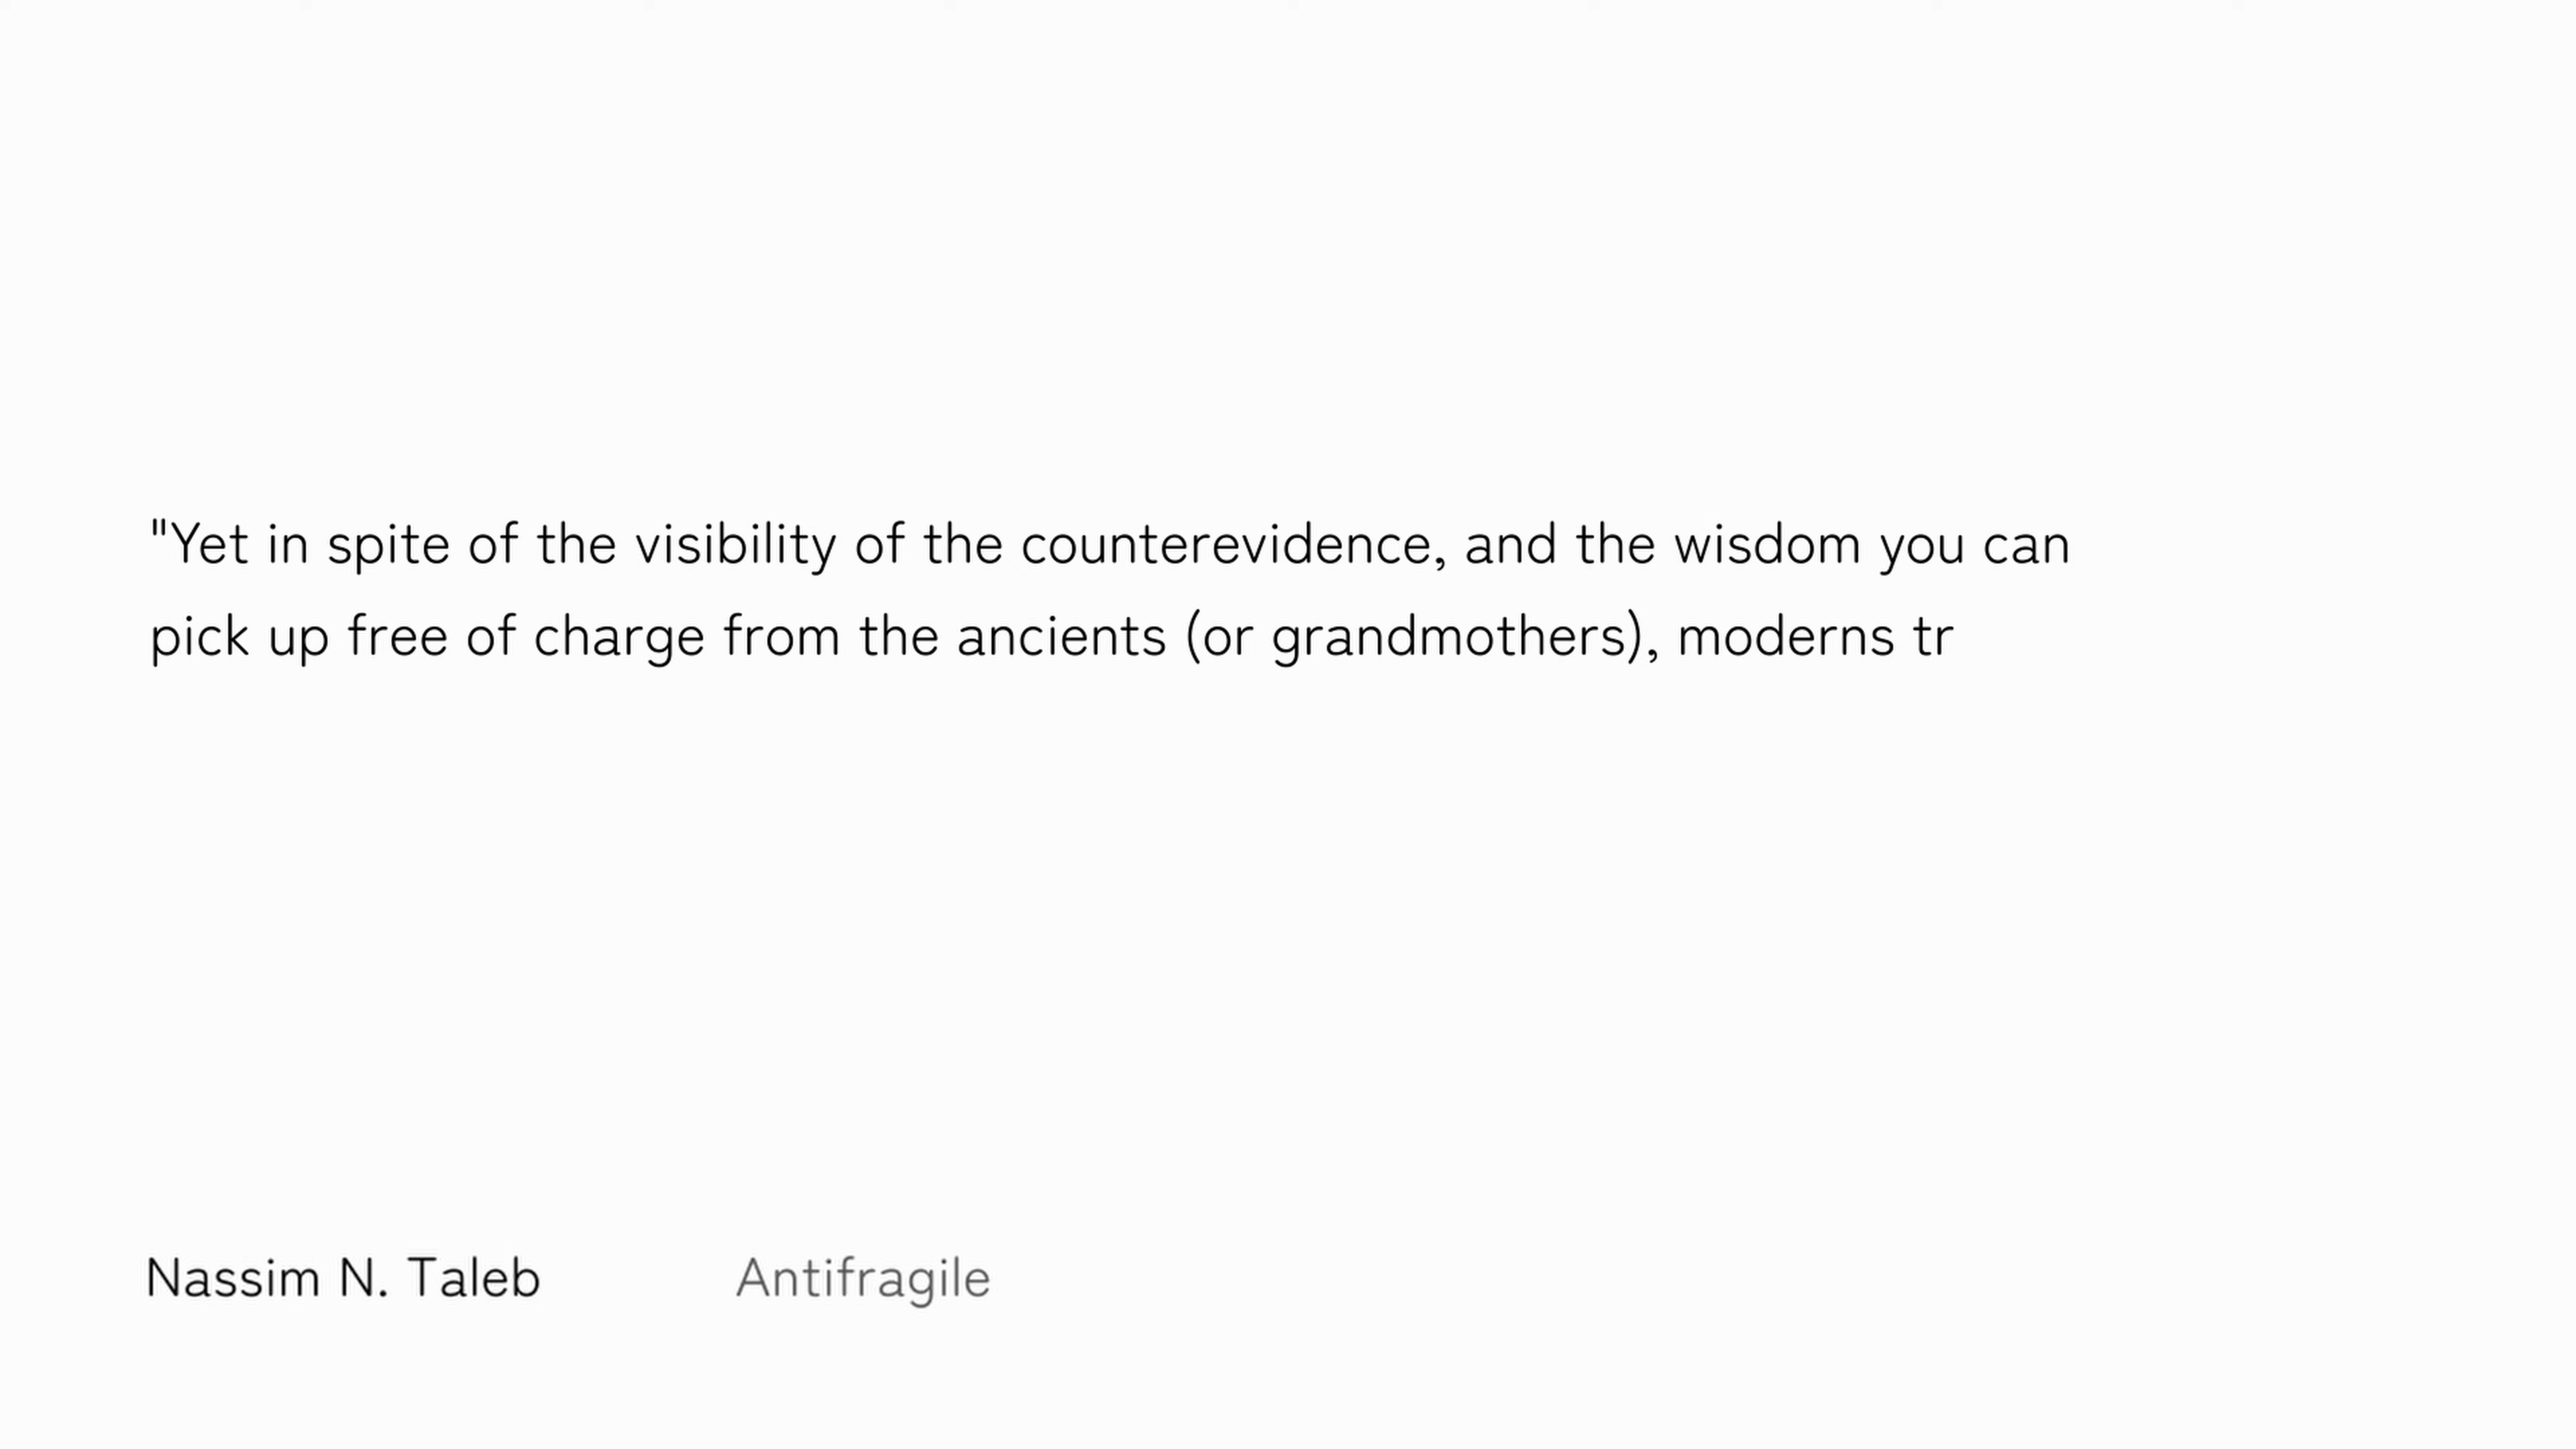 "Yet in spite of the visibility of the counterevidence, and the wisdom you can
pick up free of charge from the ancients (or grandmothers), moderns tr
Nassim N. Taleb Antifragile